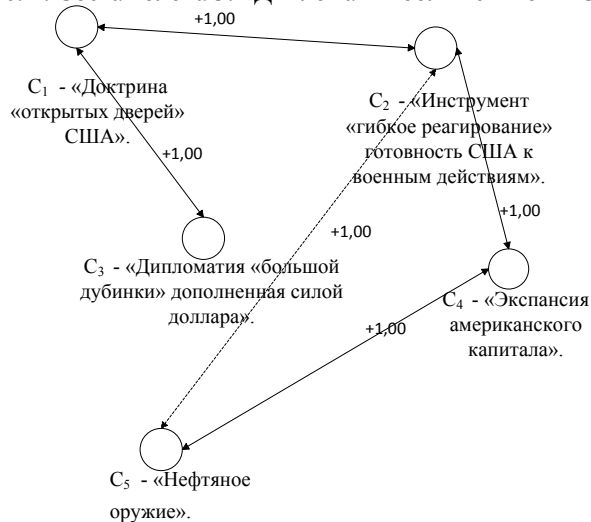 +1,00
C₁ - «Доктрина
«открытых дверей»
США».
C₂ - «Инструмент
«гибкое реагирование»
готовность США к
военным действиям».
+1,00
+1,00
+1,00
C₃ - «Дипломатия «большой
дубинки» дополненная силой
доллара».
C₄ - «Экспансия
американского
капитала».
+1,00
C₅ - «Нефтяное
оружие».